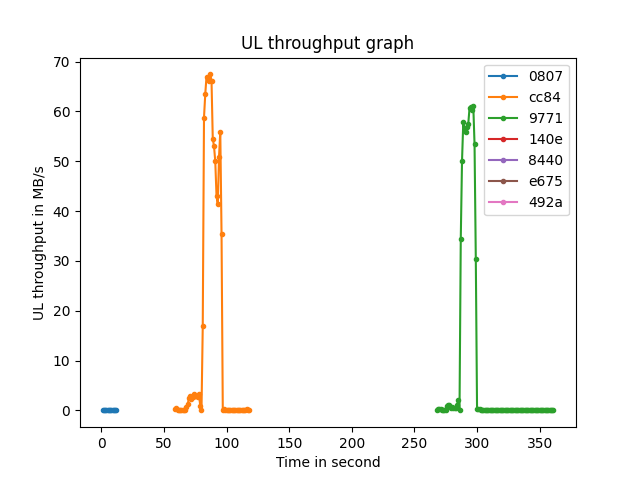 UL throughput graph
70
60
50
40
30
20
10
0
UL throughput in MB/s
0807
cc84
9771
140e
8440
e675
492a
0 50 100 150 200 250 300 350
Time in second